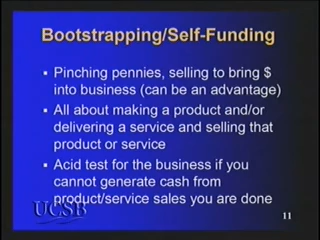 Bootstrapping/Self-Funding
▪ Pinching pennies, selling to bring $
into business (can be an advantage)
▪ All about making a product and/or
delivering a service and selling that
product or service
▪ Acid test for the business if you
cannot generate cash from
product/service sales you are done
UCSB
11